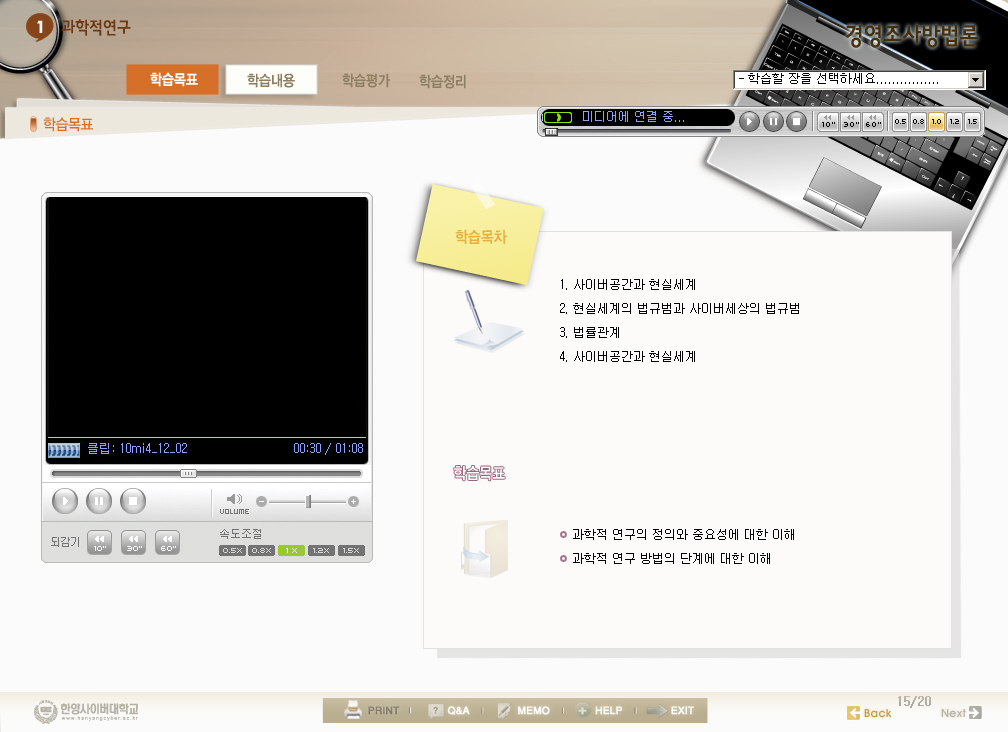 1 과학적연구
경영조사방법론
학습목표 학습내용 학습평가 학습정리
- 학습할 장을 선택하세요................
학습목표
미디어에 연결 중...
10" 30" 60" 0.5 0.8 1.0 1.2 1.5
학습목차
1. 사이버공간과 현실세계
2. 현실세계의 법규범과 사이버세상의 법규범
3. 법률관계
4. 사이버공간과 현실세계
클립: 10mi4_12_02 00:30 / 01:08
VOLUME
되감기 10" 30" 60"
속도조절
0.5X 0.8X 1X 1.2X 1.5X
학습목표
과학적 연구의 정의와 중요성에 대한 이해
과학적 연구 방법의 단계에 대한 이해
한양사이버대학교
www.hanyangcyber.ac.kr
PRINT ? Q&A MEMO HELP EXIT
Back 15/20 Next